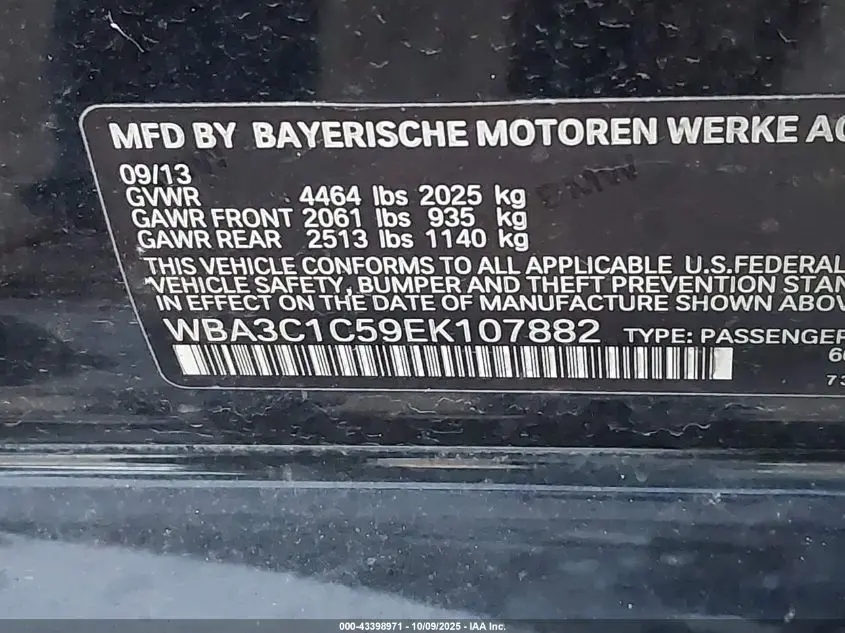 MFD BY BAYERISCHE MOTOREN WERKE AG
09/13
GVWR 4464 lbs 2025 kg
GAWR FRONT 2061 lbs 935 kg
GAWR REAR 2513 lbs 1140 kg
THIS VEHICLE CONFORMS TO ALL APPLICABLE U.S.FEDERAL
VEHICLE SAFETY, BUMPER AND THEFT PREVENTION STAN
IN EFFECT ON THE DATE OF MANUFACTURE SHOWN ABOV
WBA3C1C59EK107882 TYPE: PASSENGER
BMW
000-43398971 - 10/09/2025 - IAA Inc.